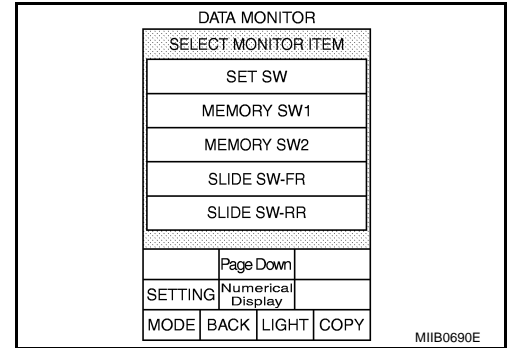 DATA MONITOR
SELECT MONITOR ITEM
SET SW
MEMORY SW1
MEMORY SW2
SLIDE SW-FR
SLIDE SW-RR
Page Down
SETTING Numerical
Display
MODE BACK LIGHT COPY
MIIB0690E